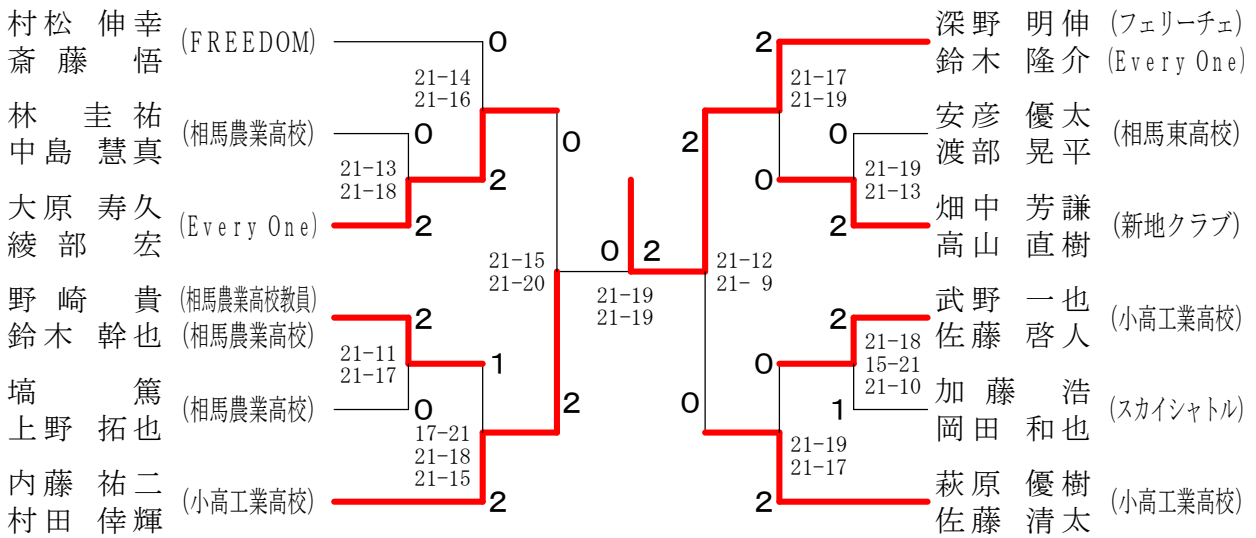 村松 伸幸
斎藤 悟
(FREEDOM)
0
21-14
21-16
林 圭祐
中島 慧真
(相馬農業高校)
0
21-13
21-18
2
0
大原 寿久
綾部 宏
(Every One)
2
21-15
21-20
野崎 貴 (相馬農業高校教員)
鈴木 幹也 (相馬農業高校)
2
21-11
21-17
1
塙 篤
上野 拓也
(相馬農業高校)
0
2
17-21
21-18
21-15
内藤 祐二
村田 倖輝
(小高工業高校)
2
0 2
21-19
21-19
深野 明伸 (フェリーチェ)
鈴木 隆介 (Every One)
2
21-17
21-19
安彦 優太
渡部 晃平
(相馬東高校)
0
2
21-19
21-13
0
畑中 芳謙
高山 直樹
(新地クラブ)
2
21-12
21- 9
武野 一也
佐藤 啓人
(小高工業高校)
2
21-18
15-21
21-10
0
加藤 浩
岡田 和也
(スカイシャトル)
1
0
21-19
21-17
萩原 優樹
佐藤 清太
(小高工業高校)
2